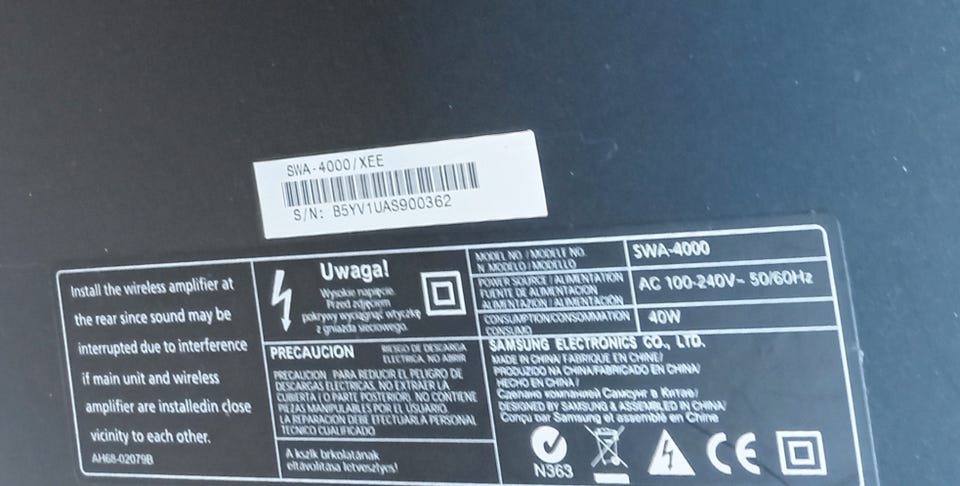 SWA-4000/XEE
S/N: B5YV1UAS900362
Install the wireless amplifier at
the rear since sound may be
interrupted due to interference
if main unit and wireless
amplifier are installedin close
vicinity to each other.
AH68-02079B
Uwaga!
Wysokie napięcie.
Przed zdjęciem
pokrywy wyciągnąć wtyczkę
z gniazda sieciowego.
PRECAUCION
RIESGO DE DESCARGA
ELECTRICA. NO ABRIR
PRECAUCION PARA REDUCIR EL PELIGRO DE
DESCARGAS ELECTRICAS, NO EXTRAER LA
CUBIERTA (O PARTE POSTERIOR). NO CONTIENE
PIEZAS MANIPULABLES POR EL USUARIO.
LA REPARACION DEBE EFECTUARLA PERSONAL
TECNICO CUALIFICADO
A kszlk brkolatának
eltávolítása letveszlyes!
MODEL NO. / MODELE NO.
N. MODELO / MODELLO
SWA-4000
POWER SOURCE / ALIMENTATION
FUENTE DE ALIMENTACION
ALIMENTAZION / ALIMENTACIÓN
AC 100-240V~ 50/60Hz
CONSUMPTION/CONSOMMATION
CONSUMO
40W
SAMSUNG ELECTRONICS CO., LTD.
MADE IN CHINA/ FABRIQUE EN CHINE/
PRODUZIDO NA CHINA/FABRICADO EN CHINA/
HECHO EN CHINA /
Сделано компанией Самсунг в Китае/
DESIGNED BY SAMSUNG & ASSEMBLED IN CHINA/
Conçu par Samsung et assemblé en Chine
N363
CE